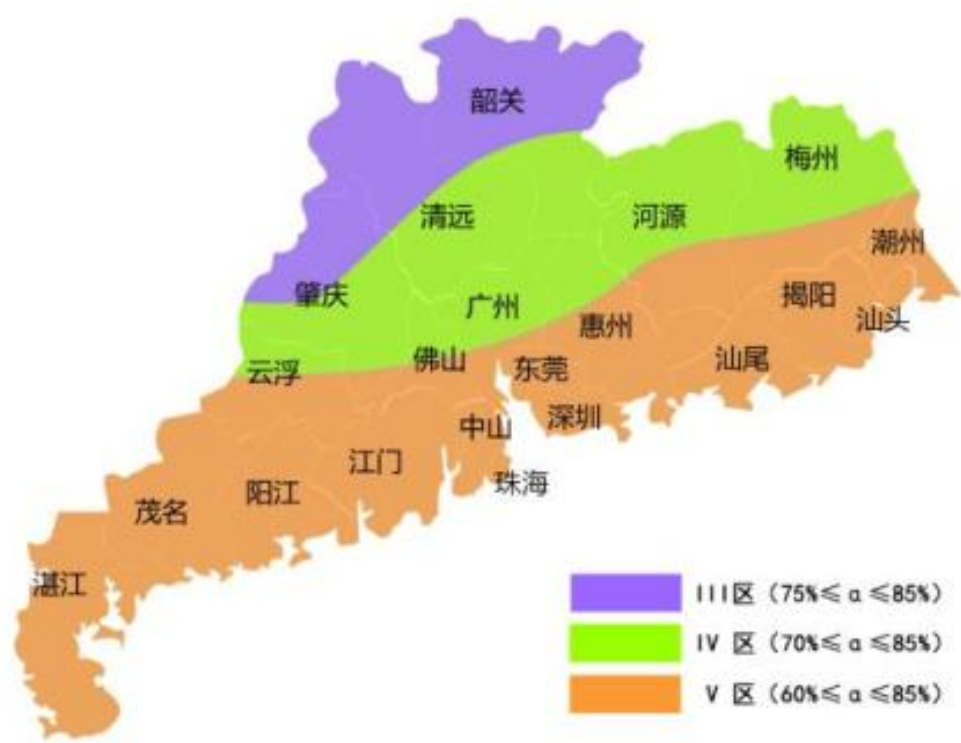 韶关
梅州
清远
河源
潮州
肇庆
广州
揭阳
惠州
汕头
云浮
佛山
东莞
汕尾
中山
深圳
江门
珠海
阳江
茂名
湛江
III区（75%≤α≤85%）
IV 区（70%≤α≤85%）
V 区（60%≤α≤85%）